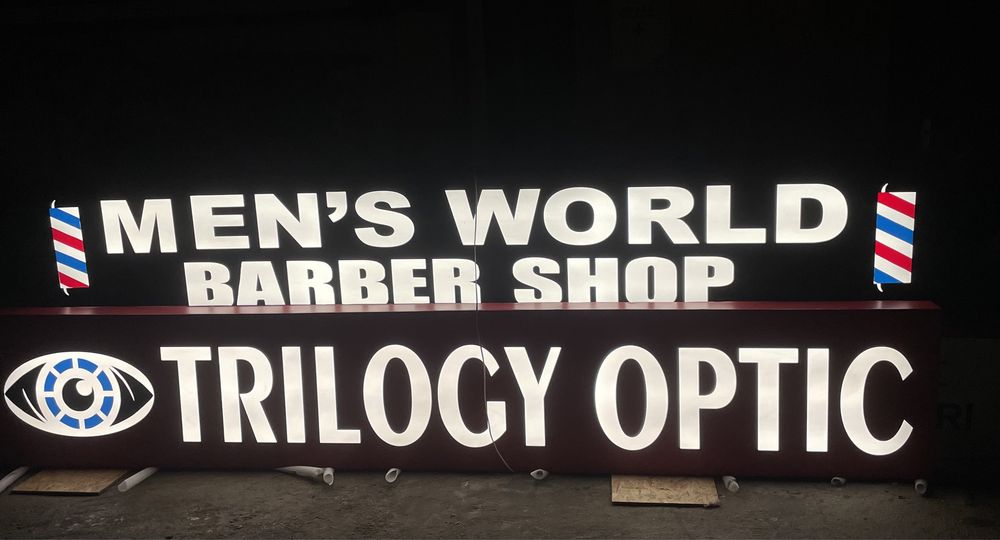 MEN'S WORLD
BARBER SHOP
TRILOGY OPTIC